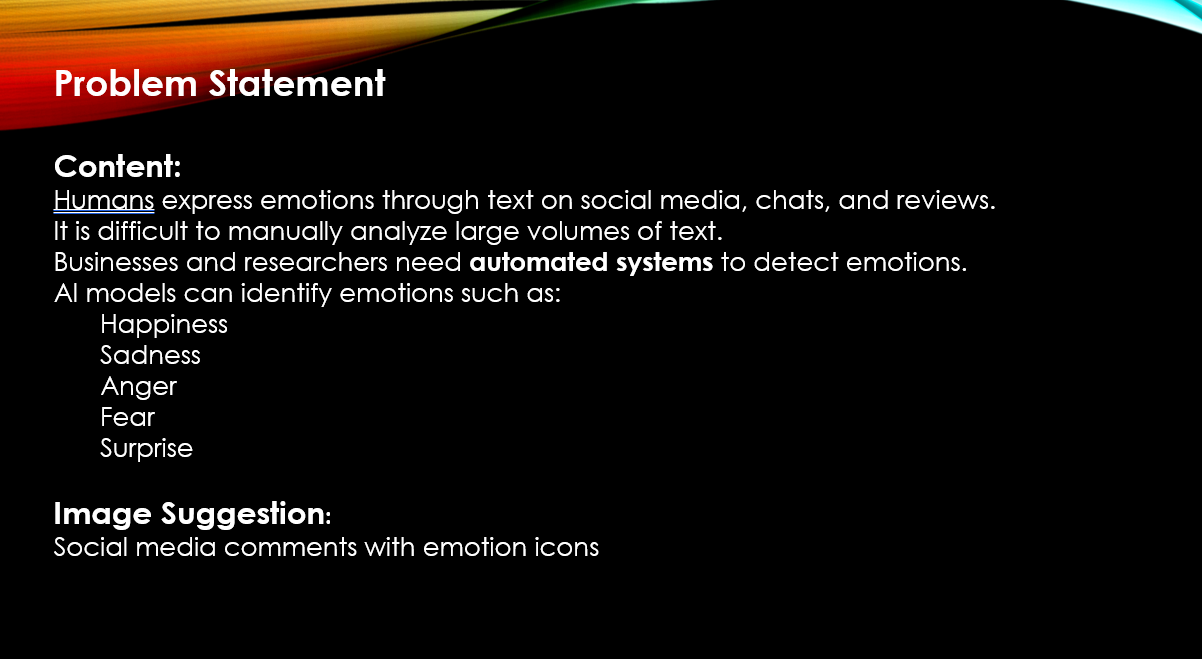 Problem Statement
Content:
Humans express emotions through text on social media, chats, and reviews.
It is difficult to manually analyze large volumes of text.
Businesses and researchers need automated systems to detect emotions.
AI models can identify emotions such as:
Happiness
Sadness
Anger
Fear
Surprise
Image Suggestion:
Social media comments with emotion icons